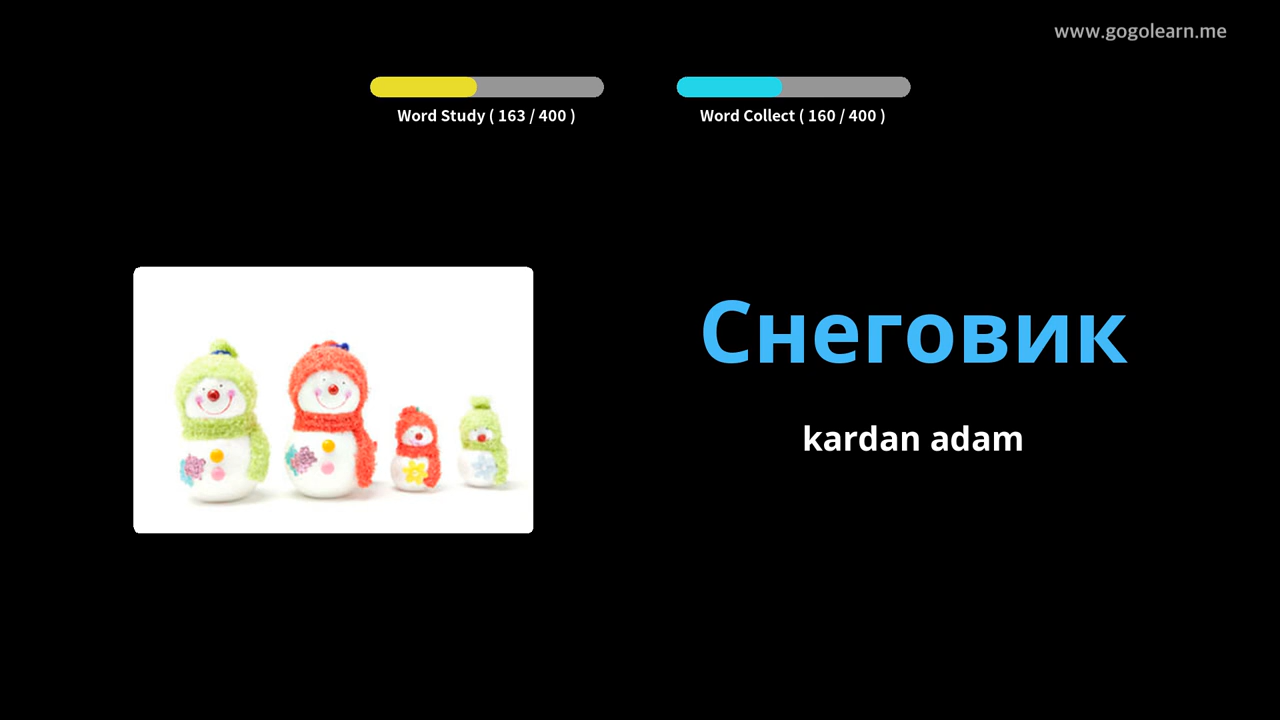 www.gogolearn.me
Word Study ( 163 / 400 )
Word Collect ( 160 / 400 )
Снеговик
kardan adam